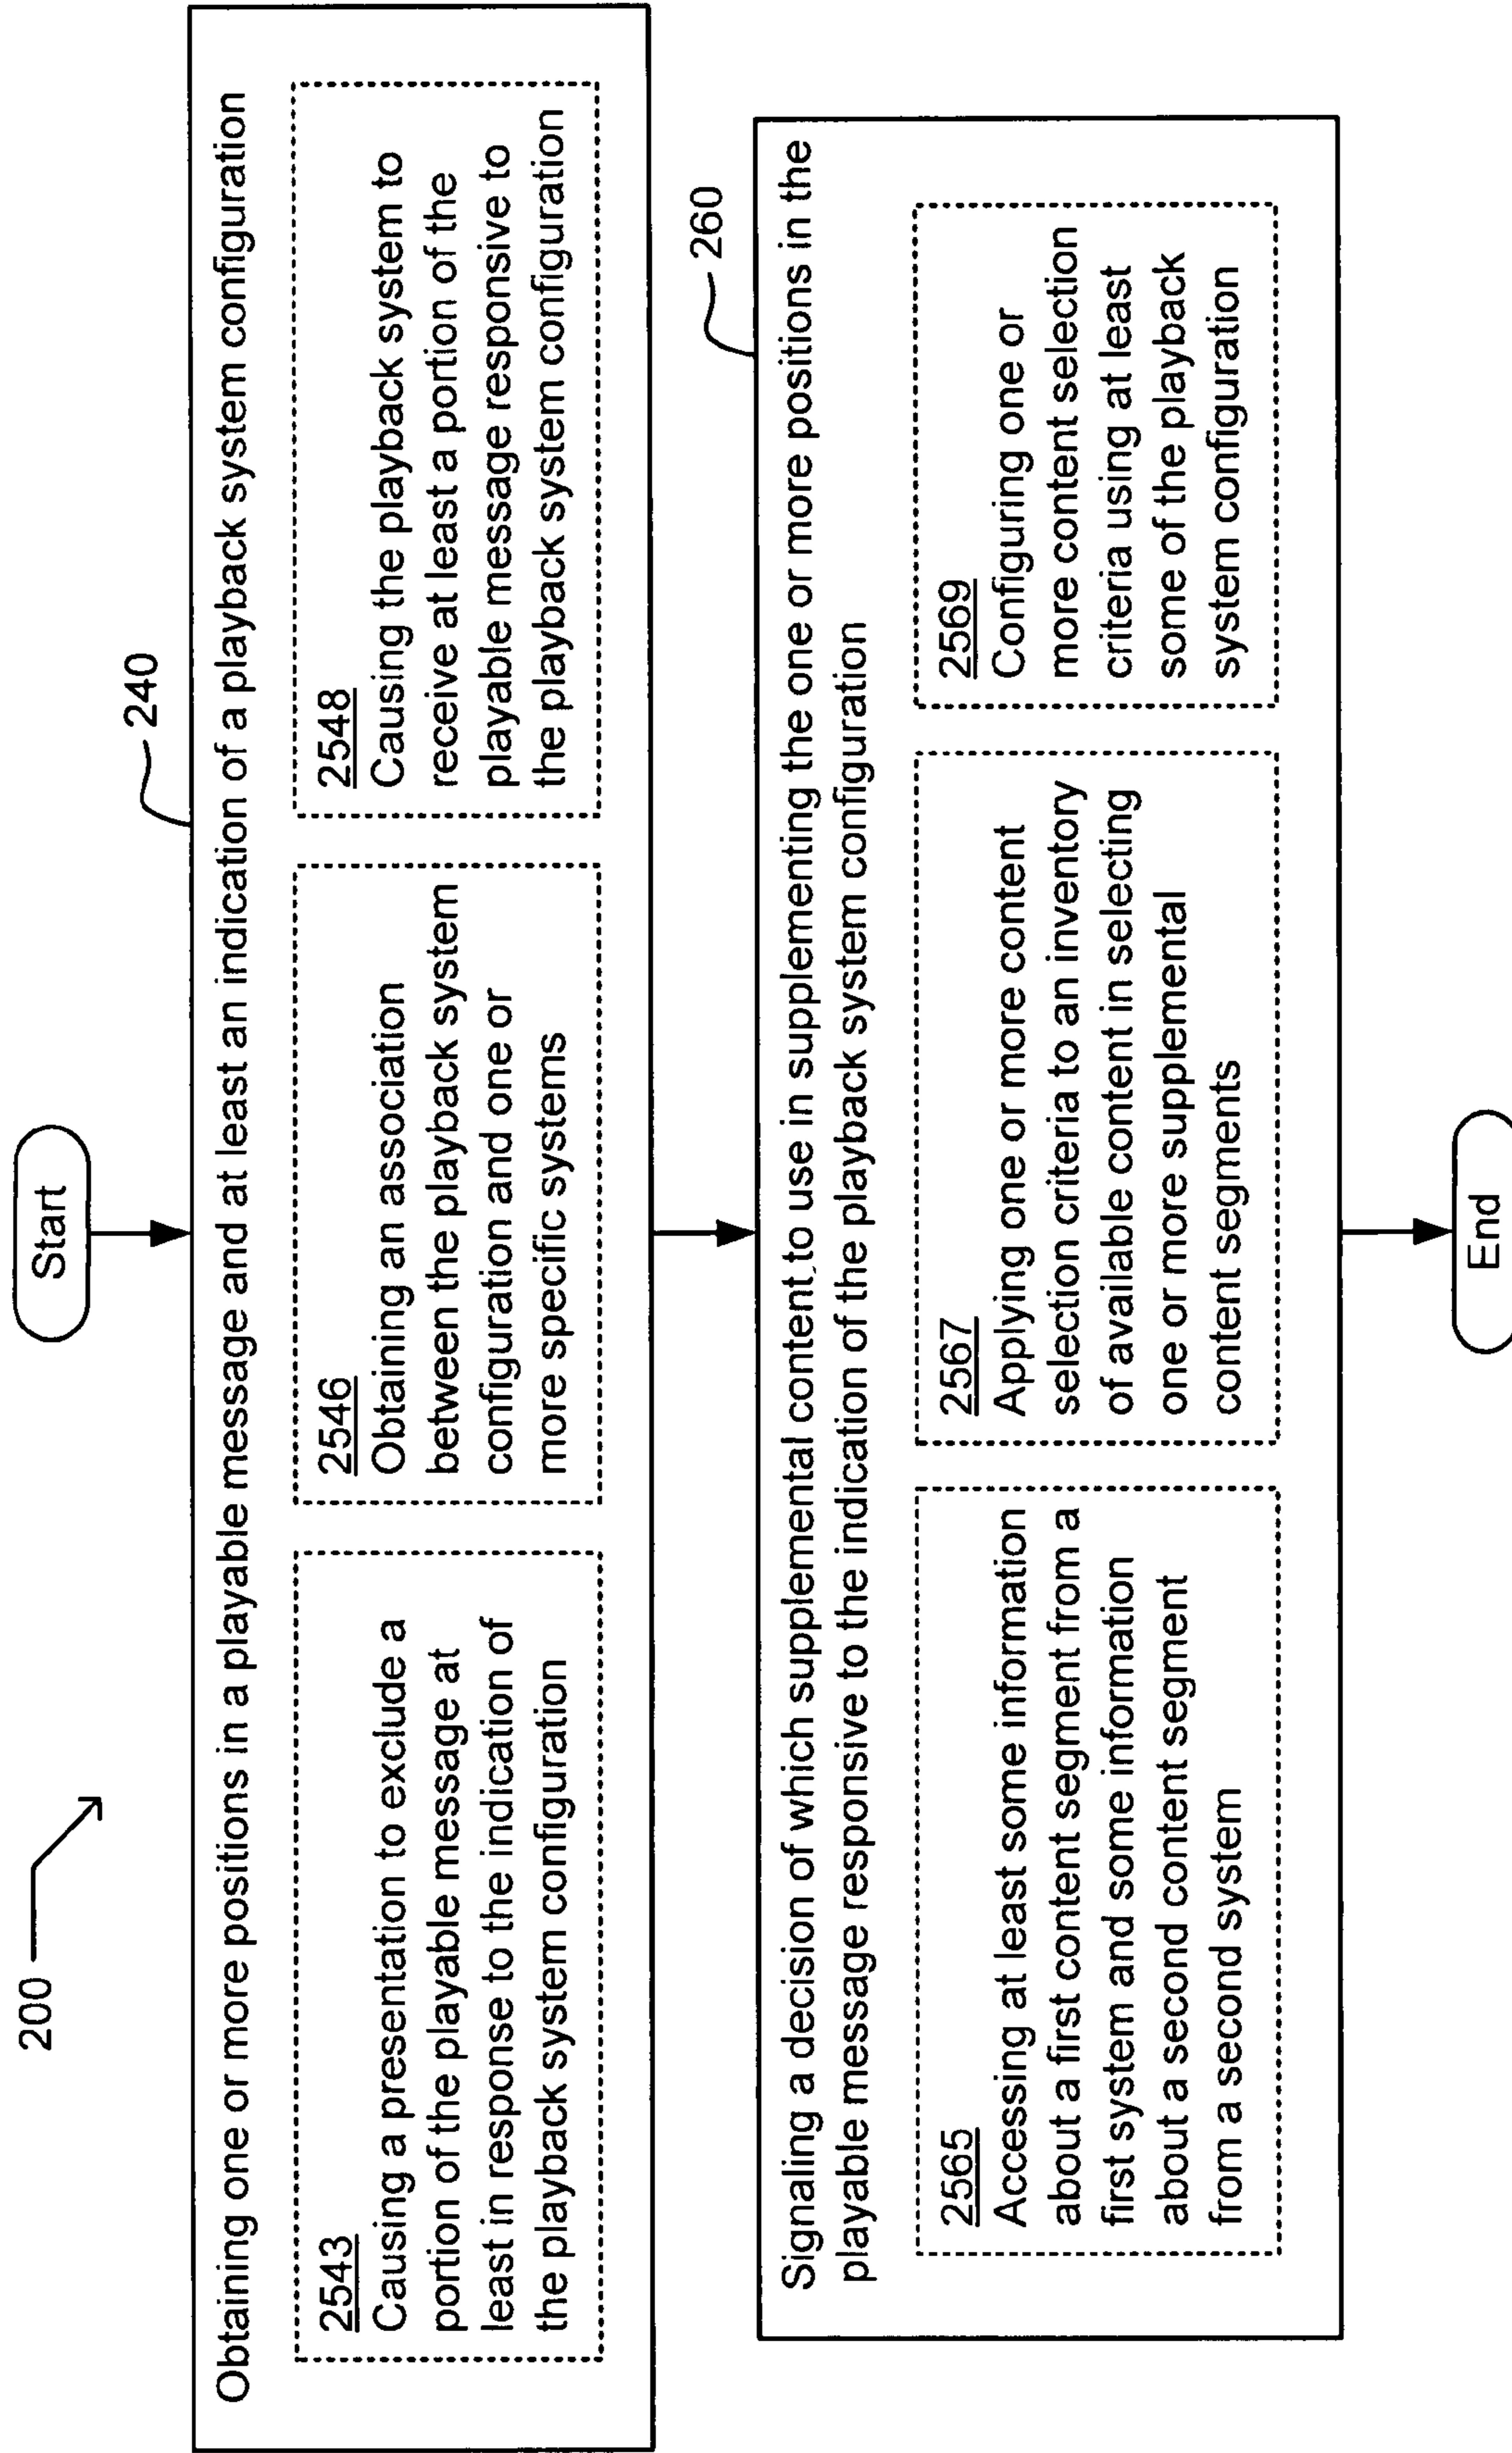 200
Start
240
Obtaining one or more positions in a playable message and at least an indication of a playback system configuration
2543
Causing a presentation to exclude a
portion of the playable message at
least in response to the indication of
the playback system configuration
2546
Obtaining an association
between the playback system
configuration and one or
more specific systems
2548
Causing the playback system to
receive at least a portion of the
playable message responsive to
the playback system configuration
260
Signaling a decision of which supplemental content to use in supplementing the one or more positions in the
playable message responsive to the indication of the playback system configuration
2565
Accessing at least some information
about a first content segment from a
first system and some information
about a second content segment
from a second system
2567
Applying one or more content
selection criteria to an inventory
of available content in selecting
one or more supplemental
content segments
2569
Configuring one or
more content selection
criteria using at least
some of the playback
system configuration
End